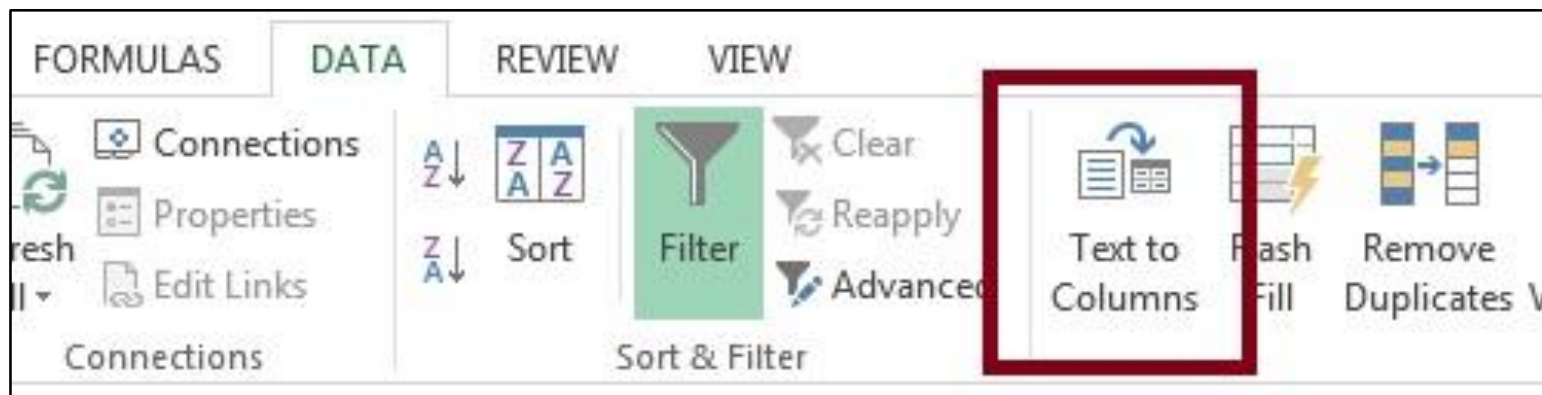 FORMULAS DATA REVIEW VIEW
Connections
Properties
Edit Links
Connections
Sort
Filter
Clear
Reapply
Advanced
Sort & Filter
Text to
Columns
Fill
Remove
Duplicates